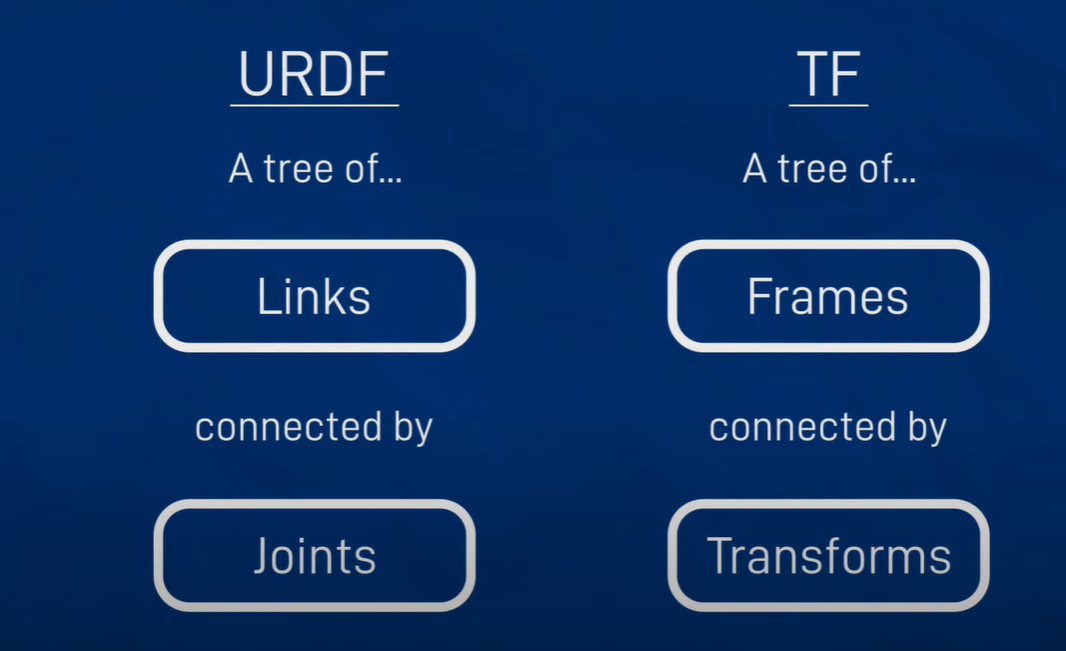 URDF
A tree of...
Links
connected by
Joints
TF
A tree of...
Frames
connected by
Transforms